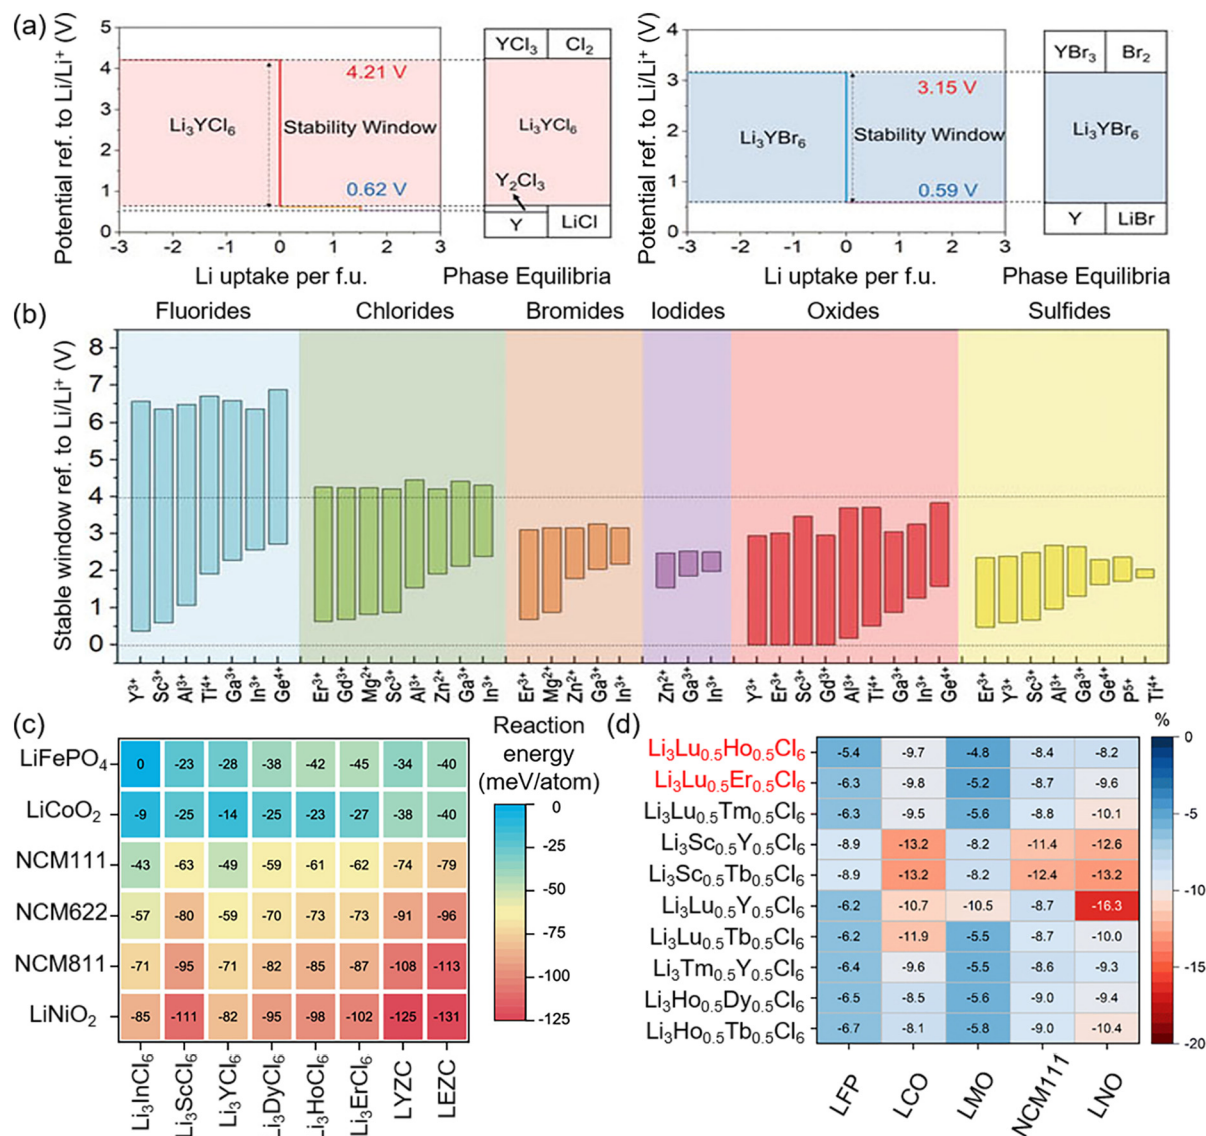 (a)
5
4
3
2
1
0
-3 -2 -1 0 1 2 3
Potential ref. to Li/Li⁺ (V)
Li uptake per f.u.
4.21 V
Li₃YCl₆
Stability Window
0.62 V
YCl₃ Cl₂
Li₃YCl₆
Y₂Cl₃
Y LiCl
Phase Equilibria
4
3
2
1
0
-3 -2 -1 0 1 2 3
Potential ref. to Li/Li⁺ (V)
Li uptake per f.u.
3.15 V
Li₃YBr₆
Stability Window
0.59 V
YBr₃ Br₂
Li₃YBr₆
Y LiBr
Phase Equilibria
(b)
Fluorides Chlorides Bromides Iodides Oxides Sulfides
Stable window ref. to Li/Li⁺ (V)
8
7
6
5
4
3
2
1
0
Y³⁺ Sc³⁺ Al³⁺ Ti⁴⁺ Ga³⁺ In³⁺ Ge⁴⁺ Er³⁺ Gd³⁺ Mg²⁺ Sc³⁺ Al³⁺ Zn²⁺ Ga³⁺ In³⁺ Er³⁺ Mg²⁺ Zn²⁺ Ga³⁺ In³⁺ Zn²⁺ Ga³⁺ In³⁺ Y³⁺ Er³⁺ Sc³⁺ Gd³⁺ Al³⁺ Ti⁴⁺ Ga³⁺ In³⁺ Ge⁴⁺ Er³⁺ Y³⁺ Sc³⁺ Al³⁺ Ga³⁺ Ge⁴⁺ P⁵⁺ Ti⁴⁺
(c)
LiFePO₄ 0 -23 -28 -38 -42 -45 -34 -40
LiCoO₂ -9 -25 -14 -25 -23 -27 -38 -40
NCM111 -43 -63 -49 -59 -61 -62 -74 -79
NCM622 -57 -80 -59 -70 -73 -73 -91 -96
NCM811 -71 -95 -71 -82 -85 -87 -108 -113
LiNiO₂ -85 -111 -82 -95 -98 -102 -125 -131
Li₃InCl₆ Li₃ScCl₆ Li₃YCl₆ Li₃DyCl₆ Li₃HoCl₆ Li₃ErCl₆ LYZC LEZC
Reaction
energy
(meV/atom)
0
-25
-50
-75
-100
-125
(d)
Li₃Lu₀.₅Ho₀.₅Cl₆ -5.4 -9.7 -4.8 -8.4 -8.2
Li₃Lu₀.₅Er₀.₅Cl₆ -6.3 -9.8 -5.2 -8.7 -9.6
Li₃Lu₀.₅Tm₀.₅Cl₆ -6.3 -9.5 -5.6 -8.8 -10.1
Li₃Sc₀.₅Y₀.₅Cl₆ -8.9 -13.2 -8.2 -11.4 -12.6
Li₃Sc₀.₅Tb₀.₅Cl₆ -8.9 -13.2 -8.2 -12.4 -13.2
Li₃Lu₀.₅Y₀.₅Cl₆ -6.2 -10.7 -10.5 -8.7 -16.3
Li₃Lu₀.₅Tb₀.₅Cl₆ -6.2 -11.9 -5.5 -8.7 -10.0
Li₃Tm₀.₅Y₀.₅Cl₆ -6.4 -9.6 -5.5 -8.6 -9.3
Li₃Ho₀.₅Dy₀.₅Cl₆ -6.5 -8.5 -5.6 -9.0 -9.4
Li₃Ho₀.₅Tb₀.₅Cl₆ -6.7 -8.1 -5.8 -9.0 -10.4
LFP LCO LMO NCM111 LNO
%
0
-5
-10
-15
-20